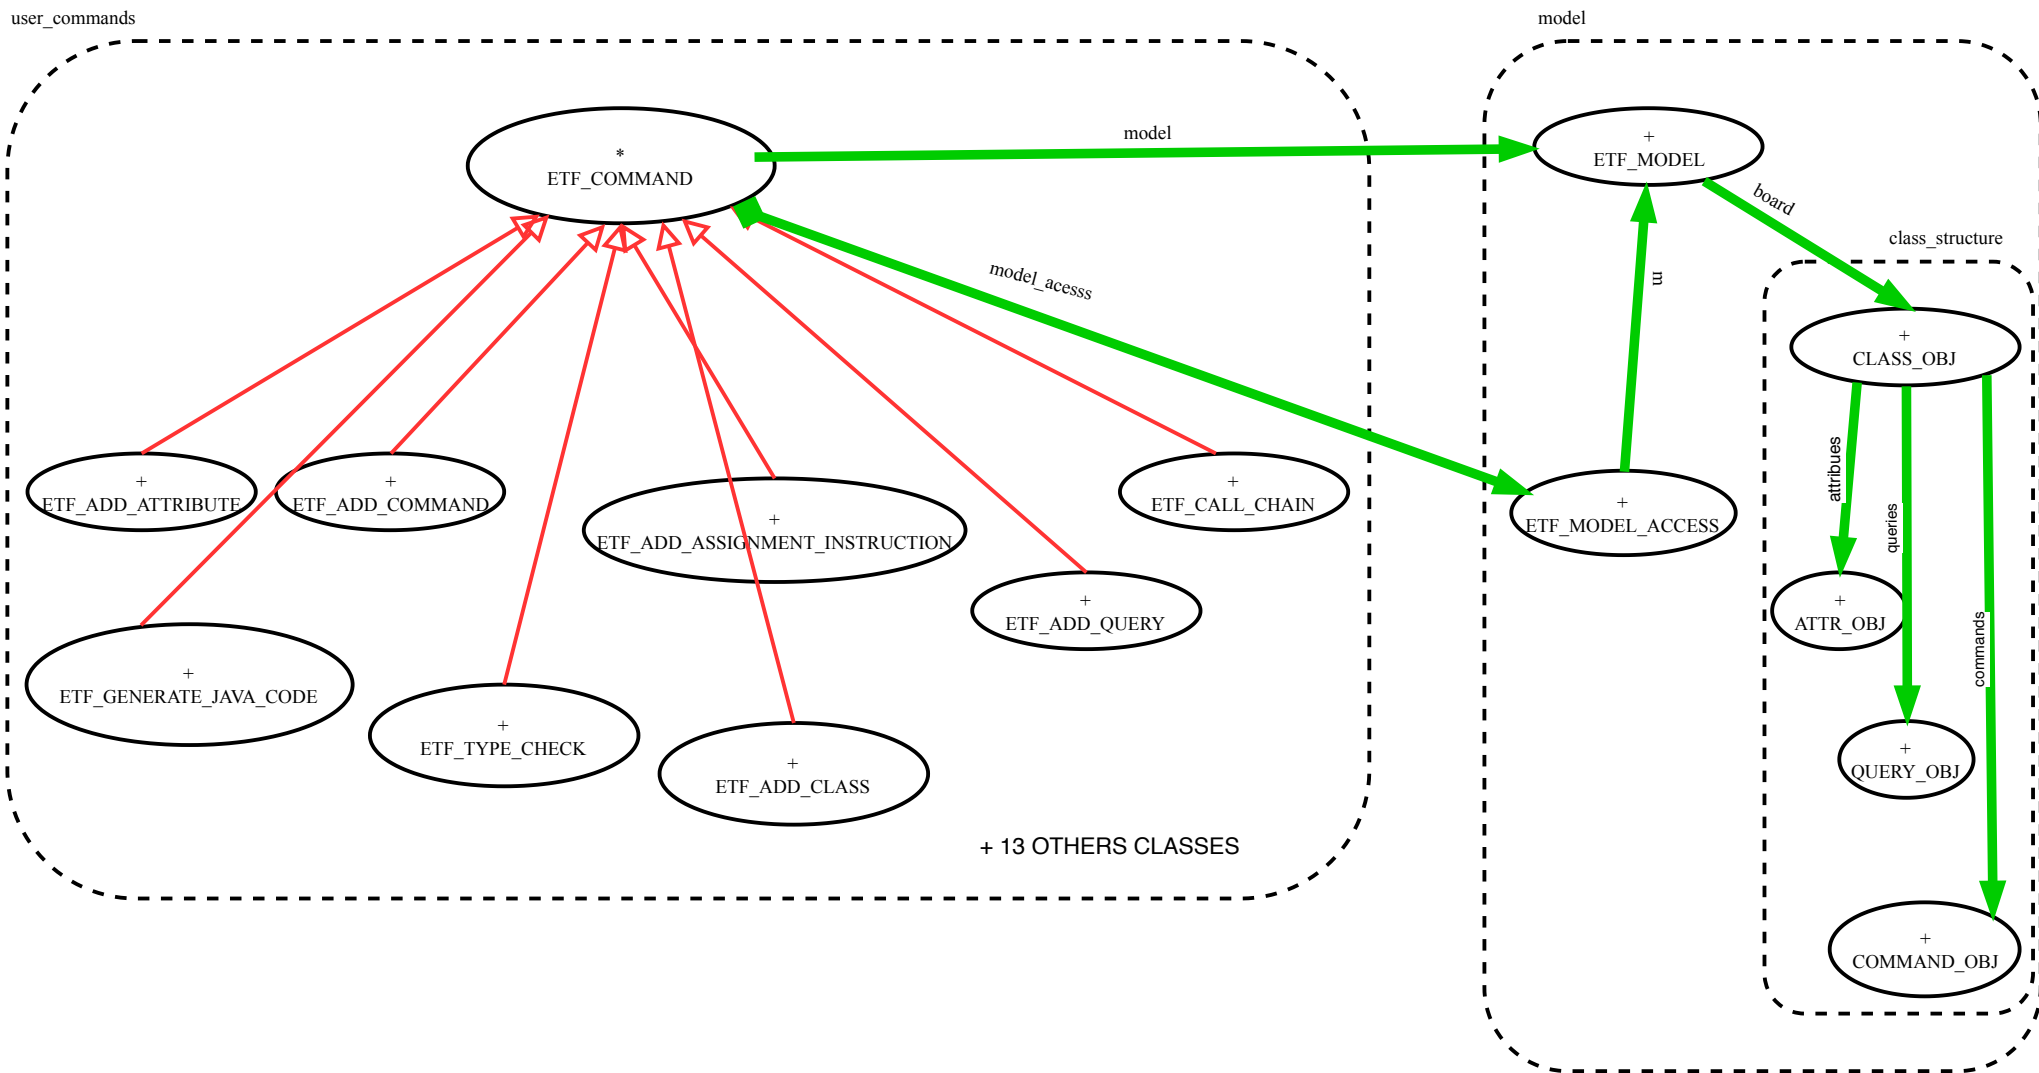 user_commands
model
*
ETF_COMMAND
model
+
ETF_MODEL
board
class_structure
model_acesss
m
+
CLASS_OBJ
+
ETF_ADD_ATTRIBUTE
+
ETF_ADD_COMMAND
+
ETF_ADD_ASSIGNMENT_INSTRUCTION
+
ETF_CALL_CHAIN
+
ETF_MODEL_ACCESS
attribues
queries
commands
+
ETF_ADD_QUERY
+
ATTR_OBJ
+
ETF_GENERATE_JAVA_CODE
+
ETF_TYPE_CHECK
+
ETF_ADD_CLASS
+
QUERY_OBJ
+ 13 OTHERS CLASSES
+
COMMAND_OBJ